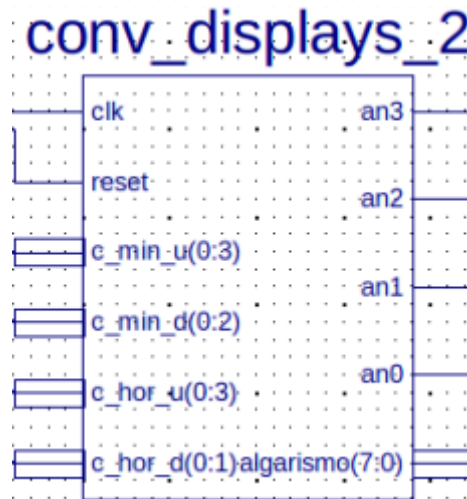 conv_displays_2
clk an3
reset an2
c_min_u(0:3)
c_min_d(0:2) an1
c_hor_u(0:3) an0
c_hor_d(0:1) algarismo(7:0)